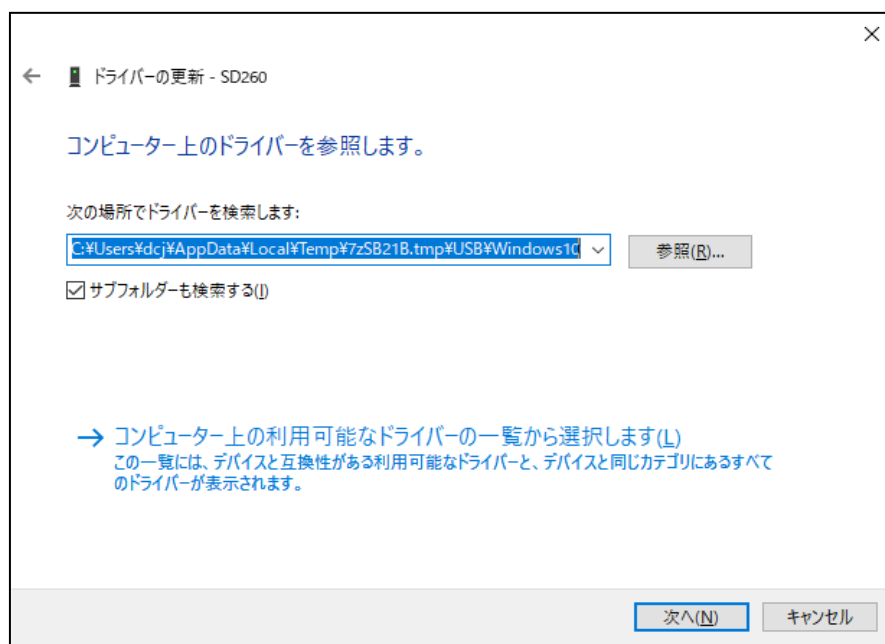 ドライバーの更新 - SD260
コンピューター上のドライバーを参照します。
次の場所でドライバーを検索します:
C:¥Users¥dcj¥AppData¥Local¥Temp¥7zSB21B.tmp¥USB¥Windows10
参照(R)...
サブフォルダーも検索する(I)
コンピューター上の利用可能なドライバーの一覧から選択します(L)
この一覧には、デバイスと互換性がある利用可能なドライバーと、デバイスと同じカテゴリにあるすべて
のドライバーが表示されます。
次へ(N)
キャンセル